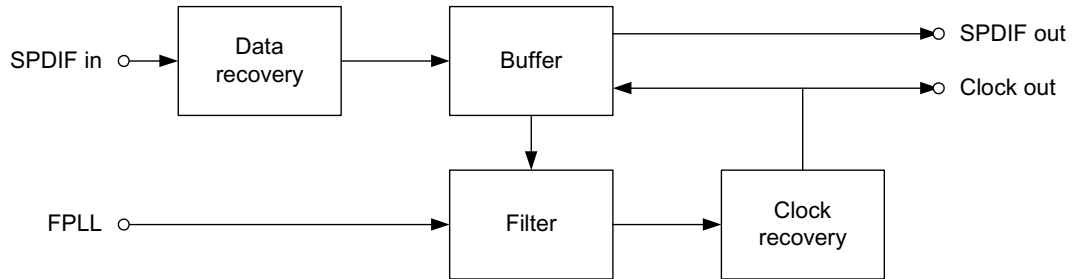 SPDIF in
Data
recovery
Buffer
SPDIF out
Clock out
FPLL
Filter
Clock
recovery